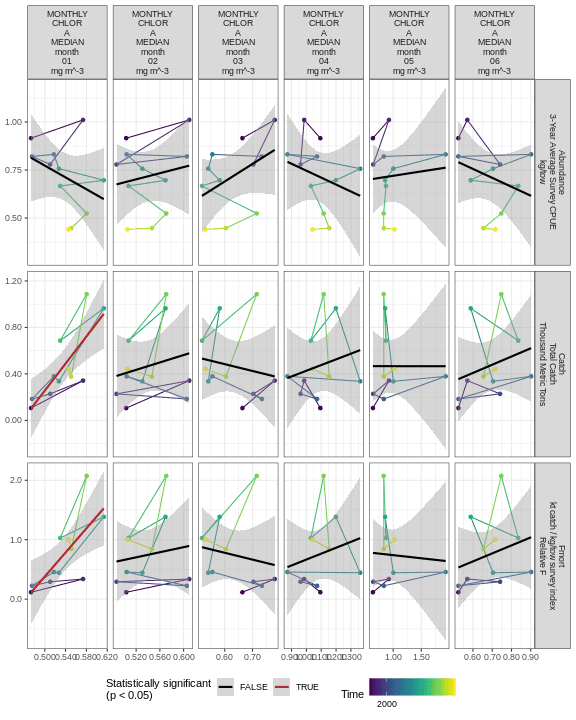 MONTHLY MONTHLY MONTHLY MONTHLY MONTHLY MONTHLY
CHLOR CHLOR CHLOR CHLOR CHLOR CHLOR
A A A A A A
MEDIAN MEDIAN MEDIAN MEDIAN MEDIAN MEDIAN
month month month month month month
01 02 03 04 05 06
mg m^-3 mg m^-3 mg m^-3 mg m^-3 mg m^-3 mg m^-3
1.00
0.75
0.50
Abundance
3-Year Average Survey CPUE
kg/tow
1.20
0.80
0.40
0.00
Catch
Total Catch
Thousand Metric Tons
2.0
1.0
0.0
Fmort
kt catch / kg/tow survey index
Relative F
0.500 0.540 0.580 0.620 0.520 0.560 0.600 0.60 0.70 0.900 1.000 1.100 1.200 1.300 1.00 1.50 0.60 0.70 0.80 0.90
Statistically significant
(p < 0.05)
FALSE TRUE
Time
2000